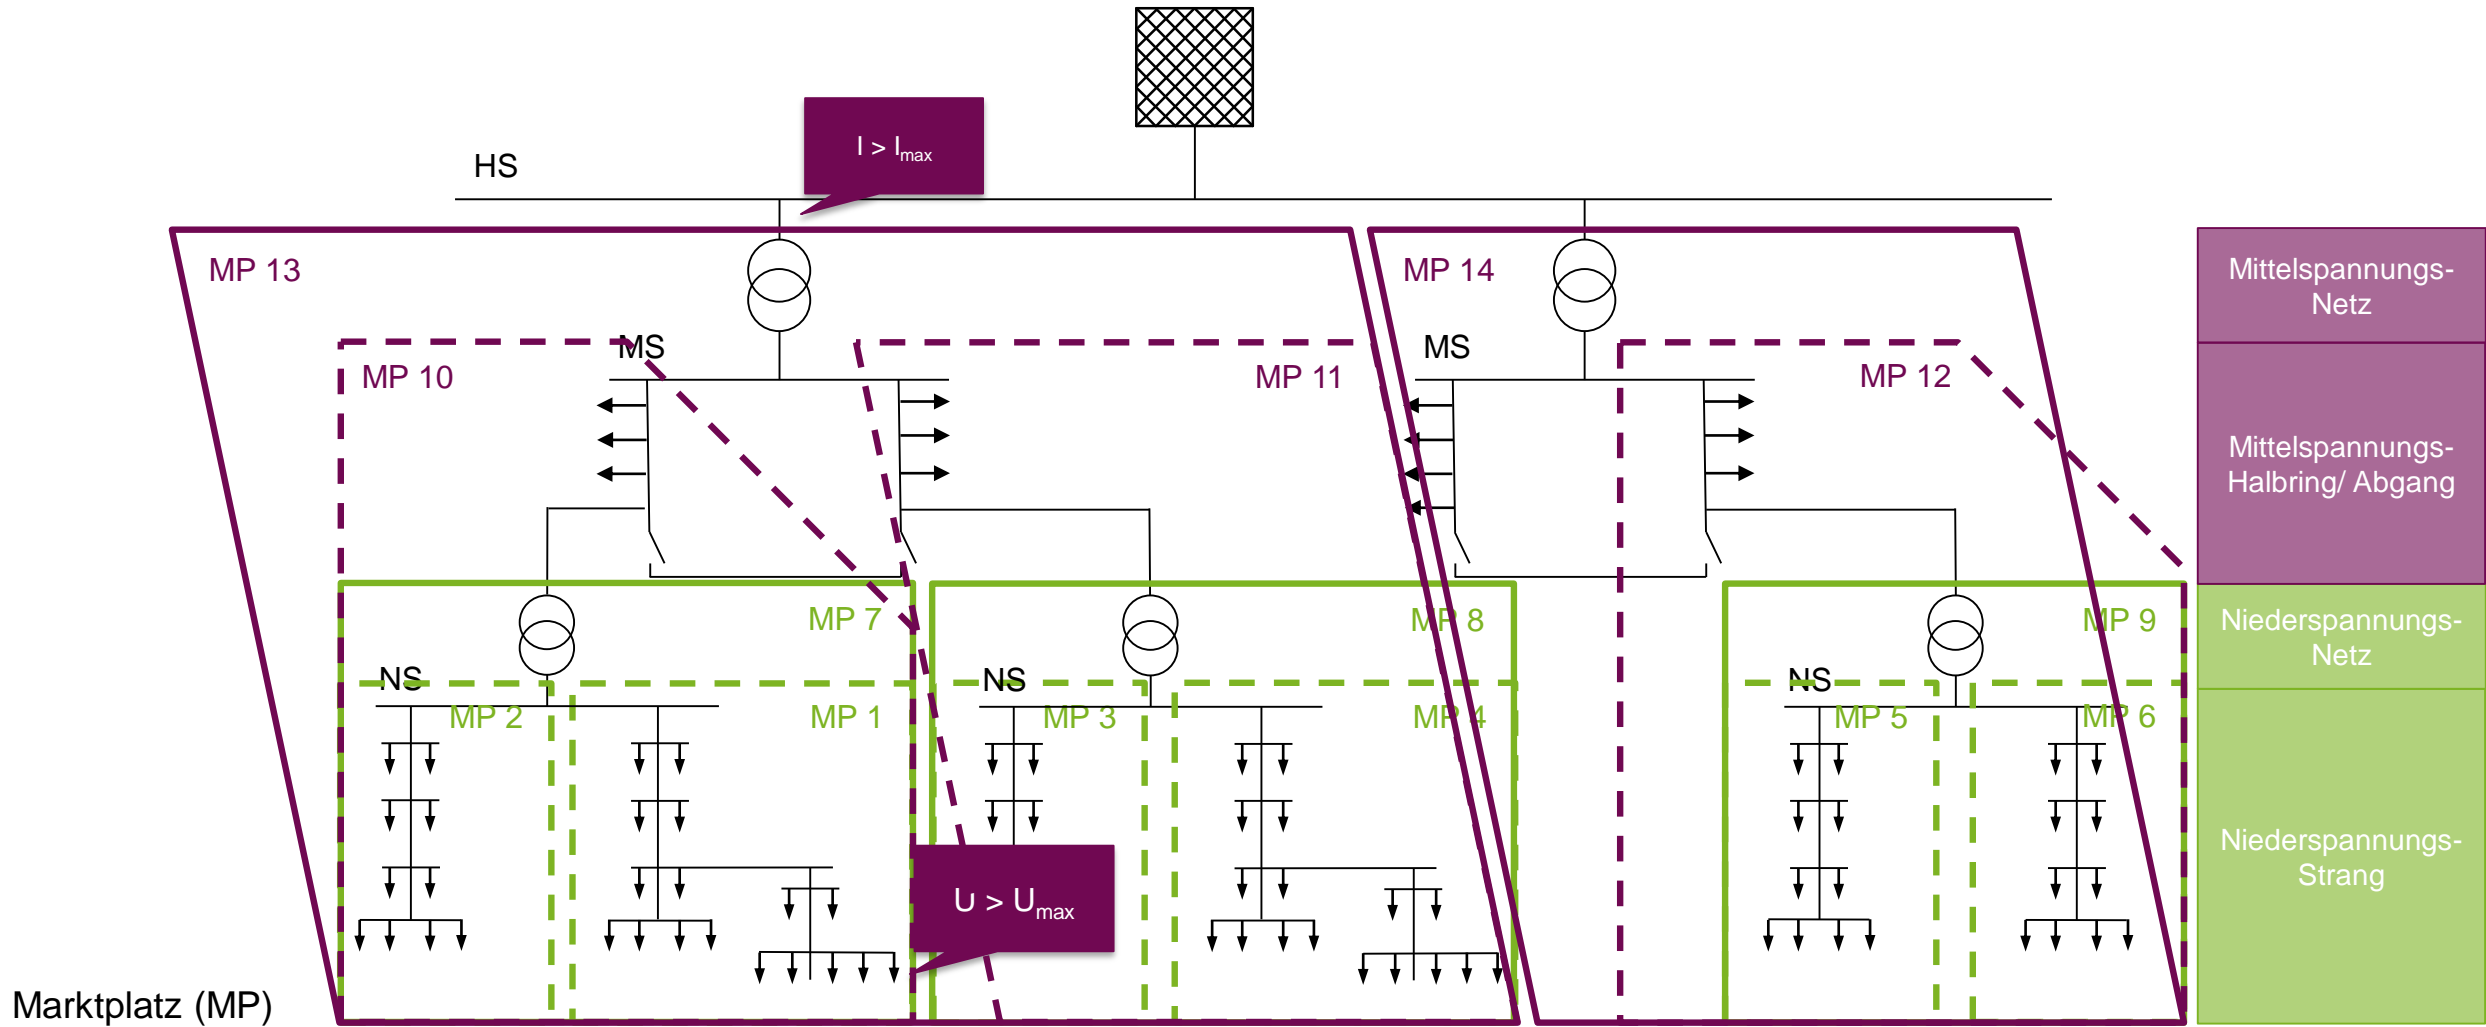 I > Imax
HS
MP 13
MP 14
Mittelspannungs-
Netz
MS
MS
MP 10
MP 11
MP 12
Mittelspannungs-
Halbring/ Abgang
MP 7
MP 8
MP 9
Niederspannungs-
Netz
NS
NS
NS
MP 2
MP 1
MP 3
MP 4
MP 5
MP 6
Niederspannungs-
Strang
U > Umax
Marktplatz (MP)